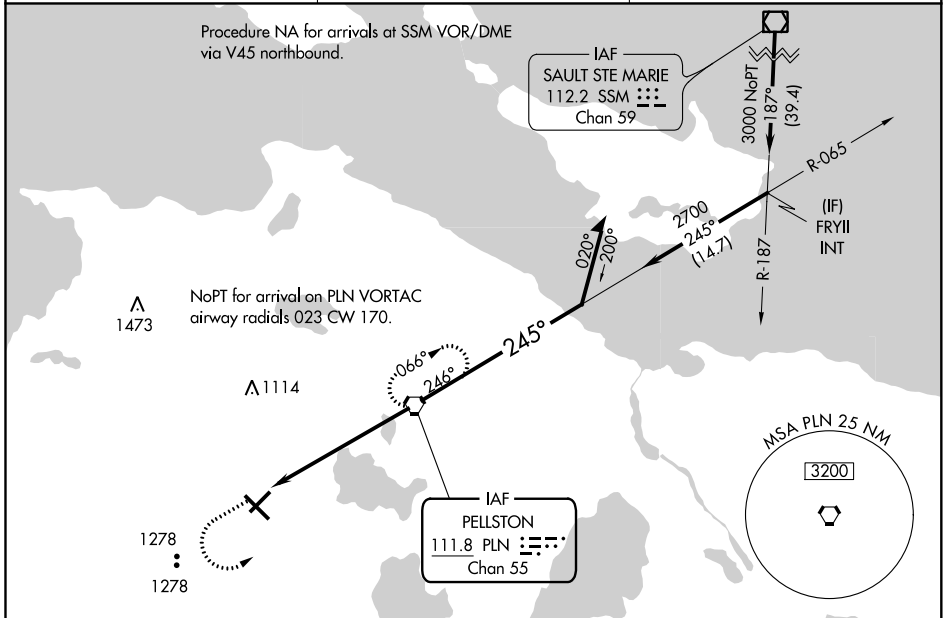 Procedure NA for arrivals at SSM VOR/DME
via V45 northbound.
IAF
SAULT STE MARIE
112.2 SSM
Chan 59
3000 NoPT
187°
(39.4)
R-065
(IF)
FRYII
INT
2700
245°
(14.7)
R-187
020°
200°
NoPT for arrival on PLN VORTAC
airway radials 023 CW 170.
1473
245°
066°
246°
1114
MSA PLN 25 NM
3200
IAF
PELLSTON
111.8 PLN
Chan 55
1278
1278